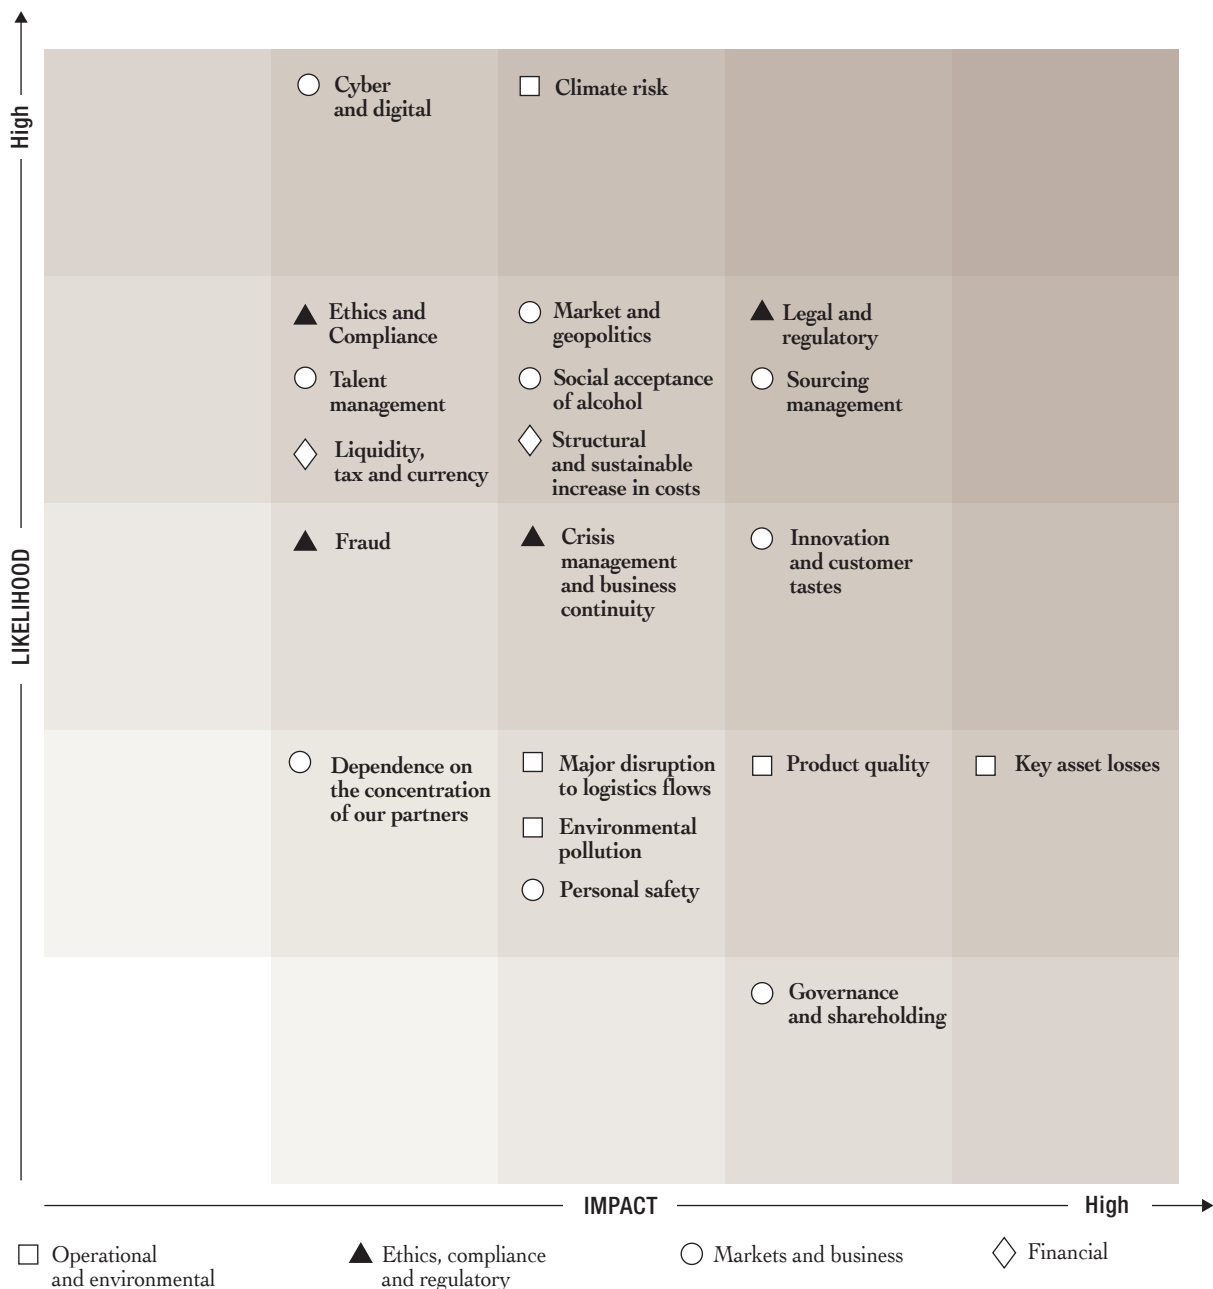 High
LIKELIHOOD
Cyber
and digital
Climate risk
Ethics and
Compliance
Market and
geopolitics
Legal and
regulatory
Talent
management
Social acceptance
of alcohol
Sourcing
management
Liquidity,
tax and currency
Structural
and sustainable
increase in costs
Fraud
Crisis
management
and business
continuity
Innovation
and customer
tastes
Dependence on
the concentration
of our partners
Major disruption
to logistics flows
Product quality
Key asset losses
Environmental
pollution
Personal safety
Governance
and shareholding
IMPACT
High
Operational
and environmental
Ethics, compliance
and regulatory
Markets and business
Financial